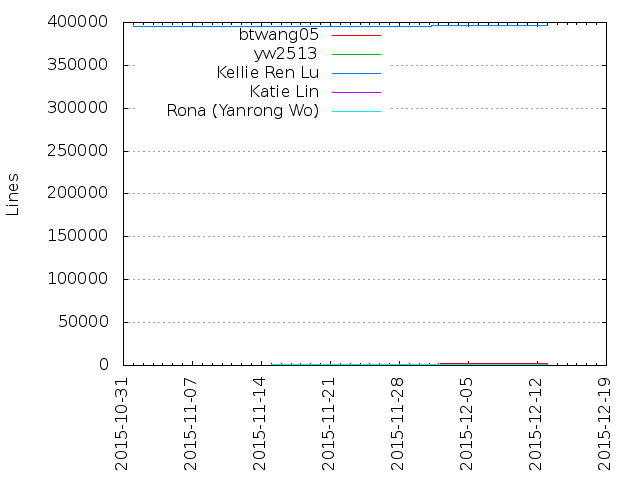 400000
350000
300000
250000
200000
150000
100000
50000
0
Lines
btwang05
yw2513
Kellie Ren Lu
Katie Lin
Rona (Yanrong Wo)
2015-10-31
2015-11-07
2015-11-14
2015-11-21
2015-11-28
2015-12-05
2015-12-12
2015-12-19